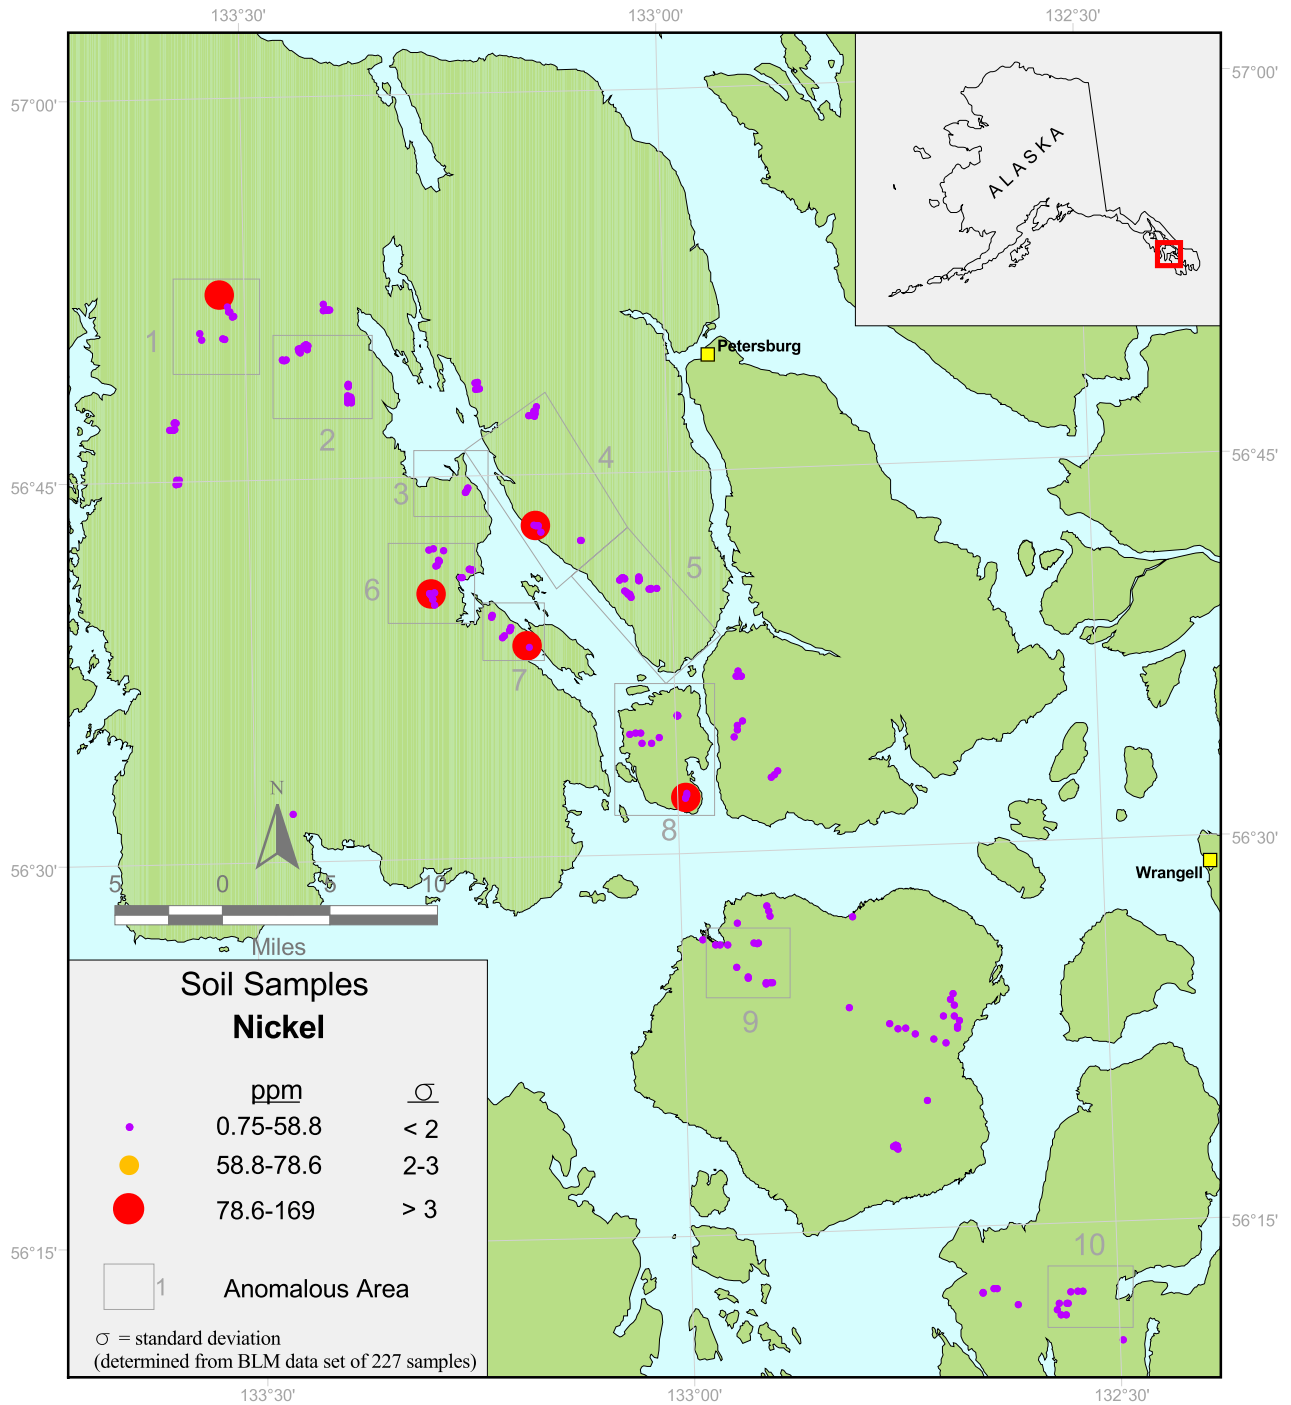 133°30' 133°00' 132°30'
57°00' 57°00'
ALASKA
Petersburg
1
2
4
56°45' 56°45'
3
5
6
7
8
N
56°30' 56°30'
Wrangell
5 0 5 10
Miles
9
Soil Samples
Nickel
ppm σ
0.75-58.8 < 2
58.8-78.6 2-3
78.6-169 > 3
56°15' 56°15'
10
1 Anomalous Area
σ = standard deviation
(determined from BLM data set of 227 samples)
133°30' 133°00' 132°30'